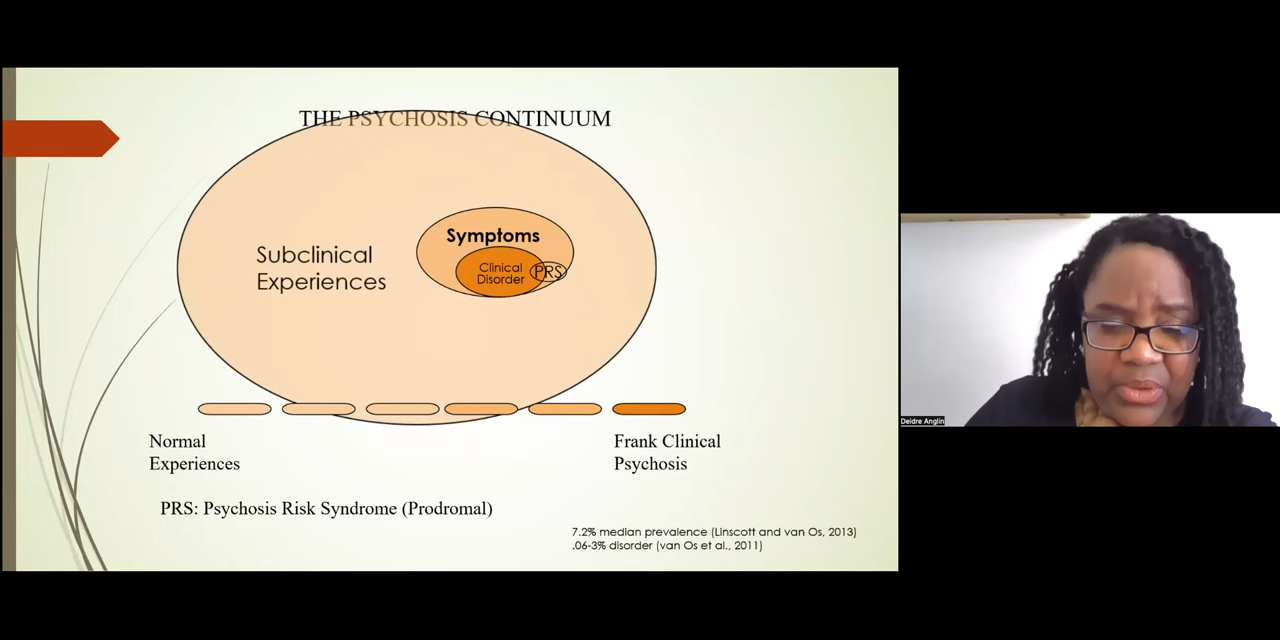 THE PSYCHOSIS CONTINUUM
Symptoms
Subclinical
Experiences
Clinical
Disorder
PRS
Normal
Experiences
Frank Clinical
Psychosis
PRS: Psychosis Risk Syndrome (Prodromal)
7.2% median prevalence (Linscott and van Os, 2013)
.06-3% disorder (van Os et al., 2011)
Deidre Anglin